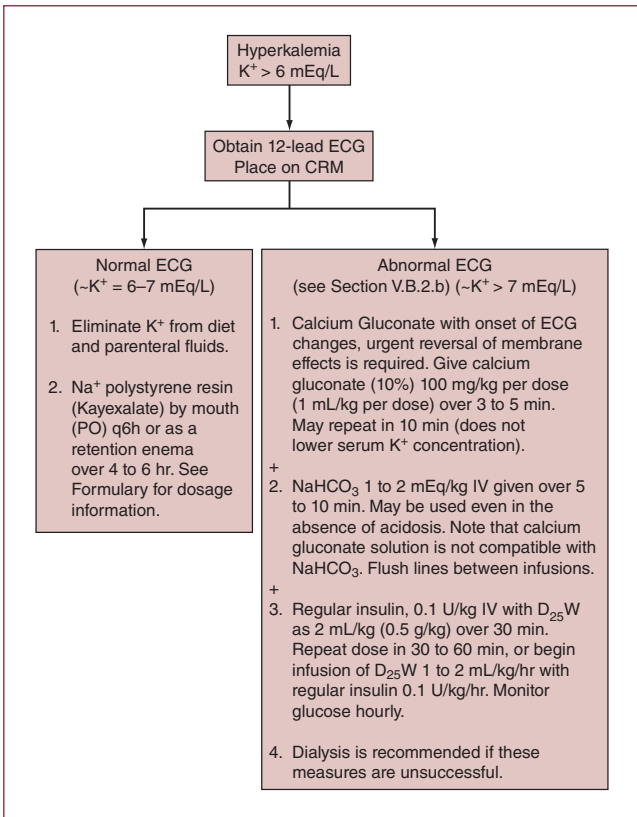 Hyperkalemia
K+ > 6 mEq/L
Obtain 12-lead ECG
Place on CRM
Normal ECG
(~K+ = 6–7 mEq/L)
1. Eliminate K+ from diet
and parenteral fluids.
2. Na+ polystyrene resin
(Kayexalate) by mouth
(PO) q6h or as a
retention enema
over 4 to 6 hr. See
Formulary for dosage
information.
Abnormal ECG
(see Section V.B.2.b) (~K+ > 7 mEq/L)
1. Calcium Gluconate with onset of ECG
changes, urgent reversal of membrane
effects is required. Give calcium
gluconate (10%) 100 mg/kg per dose
(1 mL/kg per dose) over 3 to 5 min.
May repeat in 10 min (does not
lower serum K+ concentration).
+
2. NaHCO3 1 to 2 mEq/kg IV given over 5
to 10 min. May be used even in the
absence of acidosis. Note that calcium
gluconate solution is not compatible with
NaHCO3. Flush lines between infusions.
+
3. Regular insulin, 0.1 U/kg IV with D25W
as 2 mL/kg (0.5 g/kg) over 30 min.
Repeat dose in 30 to 60 min, or begin
infusion of D25W 1 to 2 mL/kg/hr with
regular insulin 0.1 U/kg/hr. Monitor
glucose hourly.
4. Dialysis is recommended if these
measures are unsuccessful.